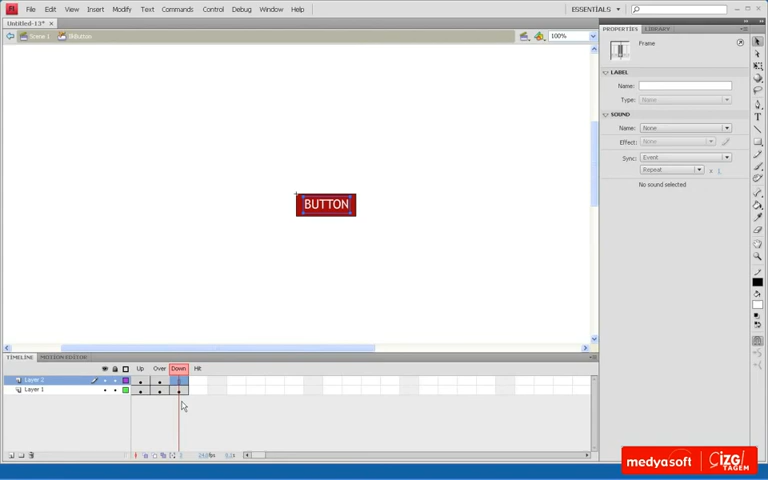 Fl File Edit View Insert Modify Commands Control Debug Window Help ESSENTIALS
Untitled-13* ×
Scene 1 100%
PROPERTIES LIBRARY
Frame
LABEL
Name:
Type: Name
SOUND
Name: None
Effect: None
Sync: Event
Repeat x 1
No sound selected
BUTTON
TIMELINE MOTION EDITOR
Up Over Down Hit
Layer 2
Layer 1
medyasoft ÇİZGİ TAGEM